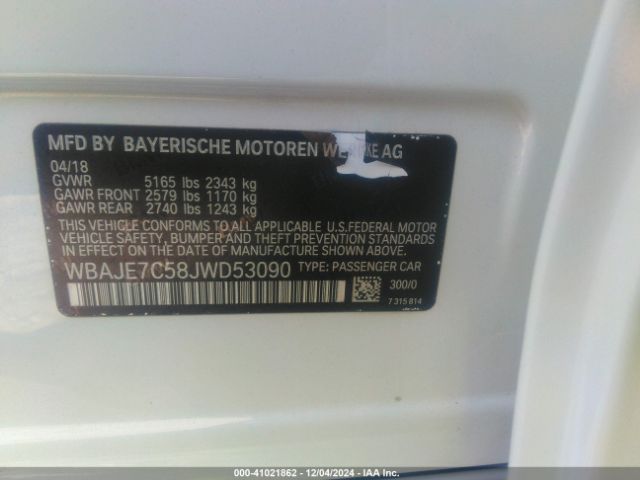 MFD BY BAYERISCHE MOTOREN WERKE AG
04/18
GVWR 5165 lbs 2343 kg
GAWR FRONT 2579 lbs 1170 kg
GAWR REAR 2740 lbs 1243 kg
THIS VEHICLE CONFORMS TO ALL APPLICABLE U.S.FEDERAL MOTOR
VEHICLE SAFETY, BUMPER, AND THEFT PREVENTION STANDARDS
IN EFFECT ON THE DATE OF MANUFACTURE SHOWN ABOVE.
WBAJE7C58JWD53090 TYPE: PASSENGER CAR
300/0
7 315 814
000-41021862 - 12/04/2024 - IAA Inc.